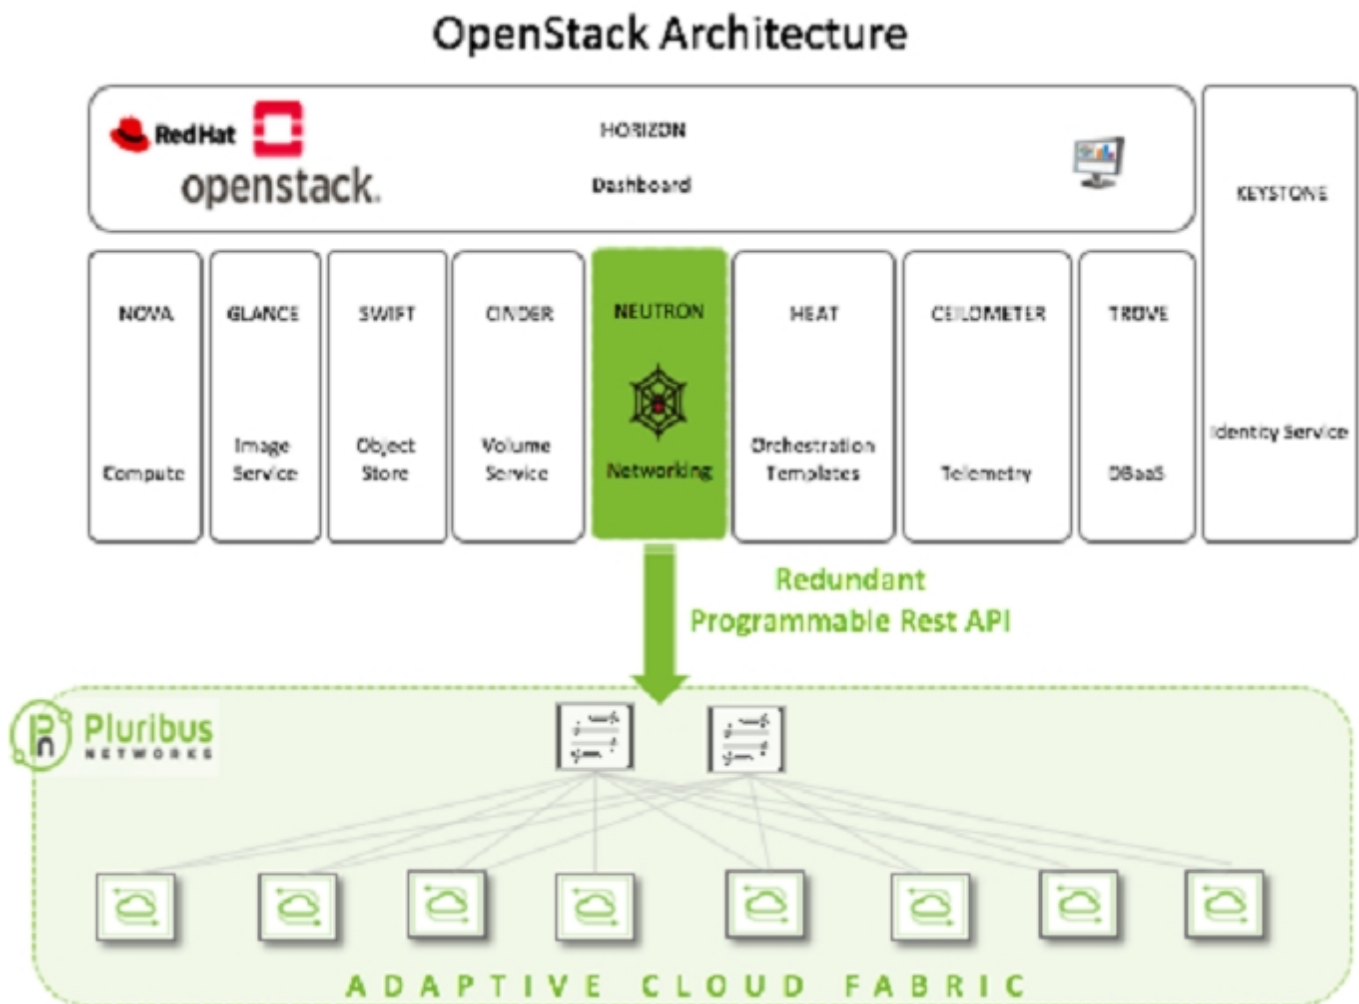 OpenStack Architecture
RedHat
openstack.
HORIZON
Dashboard
KEYSTONE
Identity Service
NOVA
Compute
GLANCE
Image
Service
SWIFT
Object
Store
CINDER
Volume
Service
NEUTRON
Networking
HEAT
Orchestration
Templates
CEILOMETER
Telemetry
TROVE
DBaaS
Redundant
Programmable Rest API
Pn
Pluribus
NETWORKS
ADAPTIVE CLOUD FABRIC